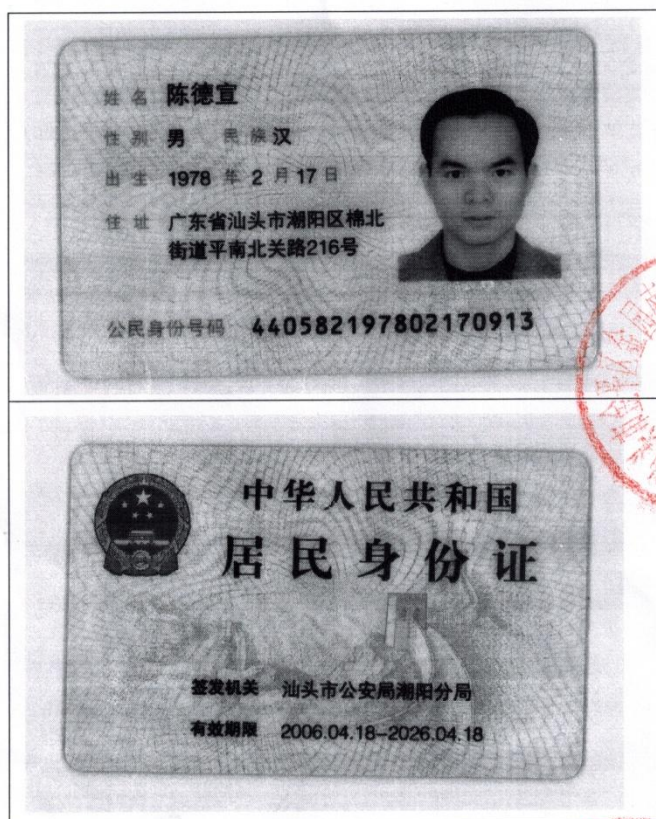 姓名 陈德宣
性别 男 民族 汉
出生 1978 年 2 月 17 日
住址 广东省汕头市潮阳区棉北
街道平南北关路216号
公民身份号码 440582197802170913
中华人民共和国
居民身份证
签发机关 汕头市公安局潮阳分局
有效期限 2006.04.18-2026.04.18